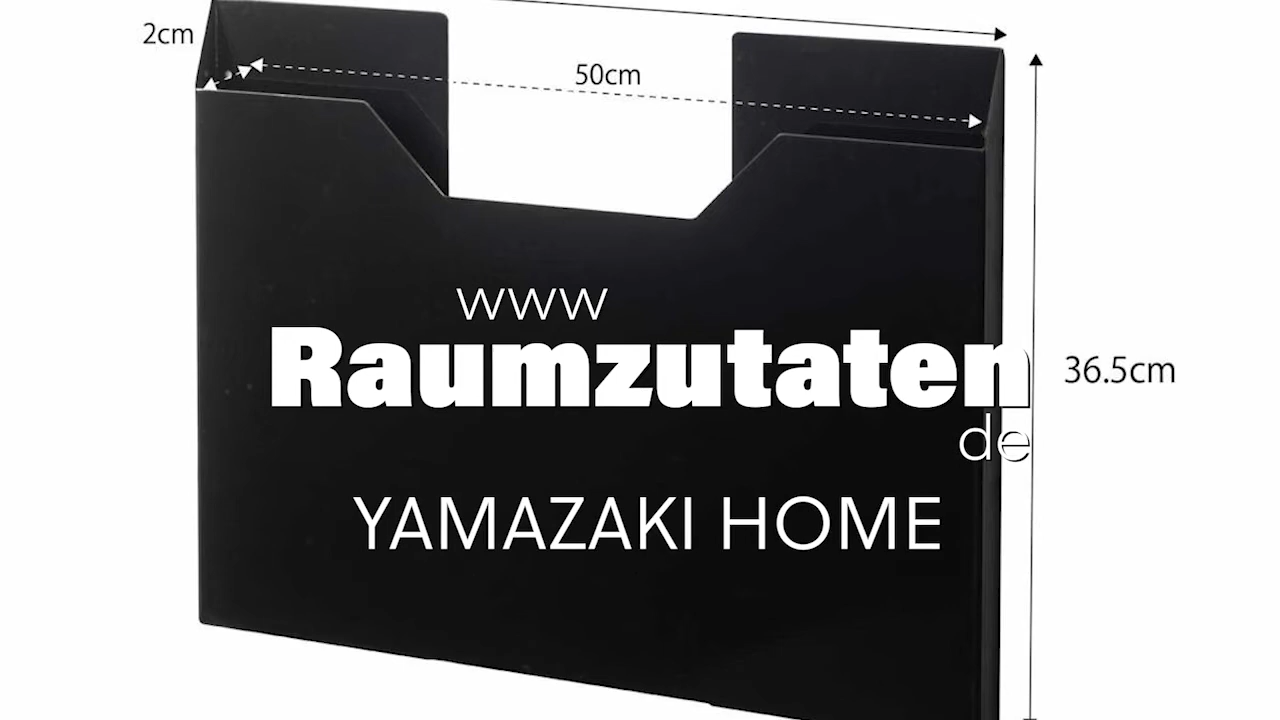 2cm
50cm
www
Raumzutaten
de
36.5cm
YAMAZAKI HOME